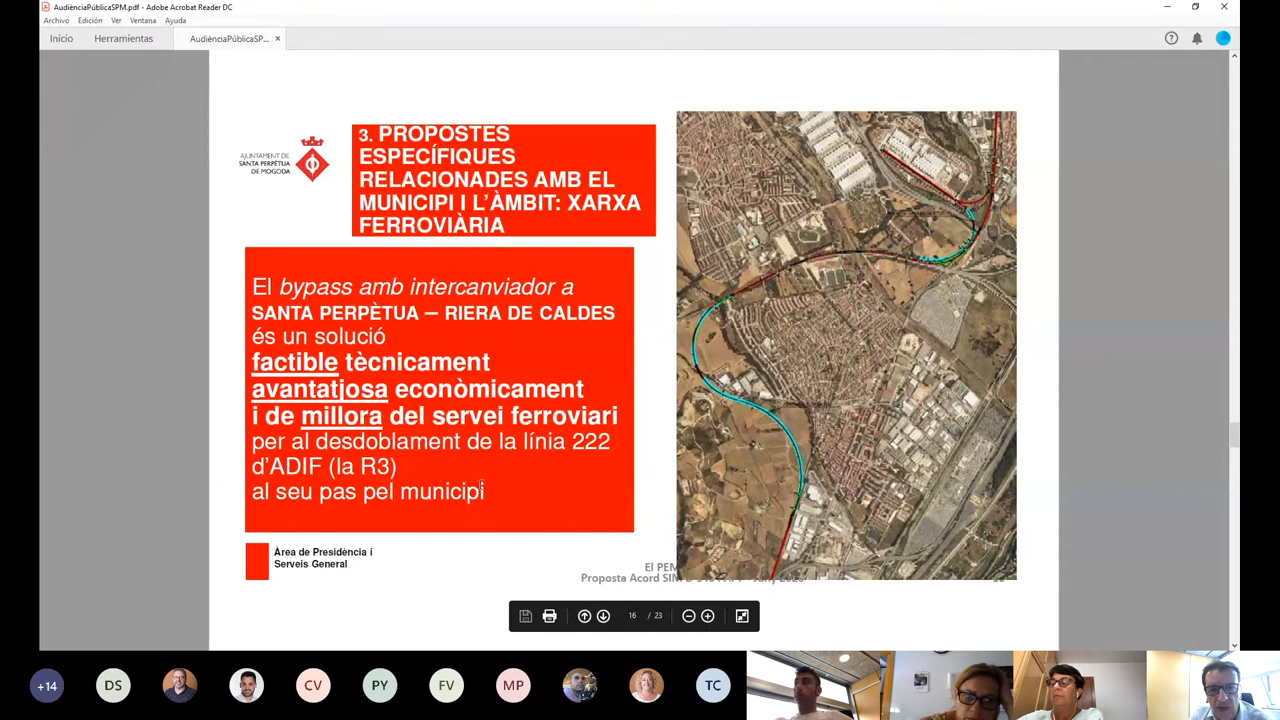 AudiènciaPúblicaSPM.pdf - Adobe Acrobat Reader DC
Archivo Edición Ver Ventana Ayuda
Inicio Herramientas AudiènciaPúblicaSP... ×
AJUNTAMENT DE
SANTA PERPÈTUA
DE MOGODA
3. PROPOSTES
ESPECÍFIQUES
RELACIONADES AMB EL
MUNICIPI I L'ÀMBIT: XARXA
FERROVIÀRIA
El bypass amb intercanviador a
SANTA PERPÈTUA – RIERA DE CALDES
és un solució
factible tècnicament
avantatjosa econòmicament
i de millora del servei ferroviari
per al desdoblament de la línia 222
d'ADIF (la R3)
al seu pas pel municipi
Àrea de Presidència i
Serveis General
El PEM
Proposta Acord
16 / 23
+14 DS CV PY FV MP TC